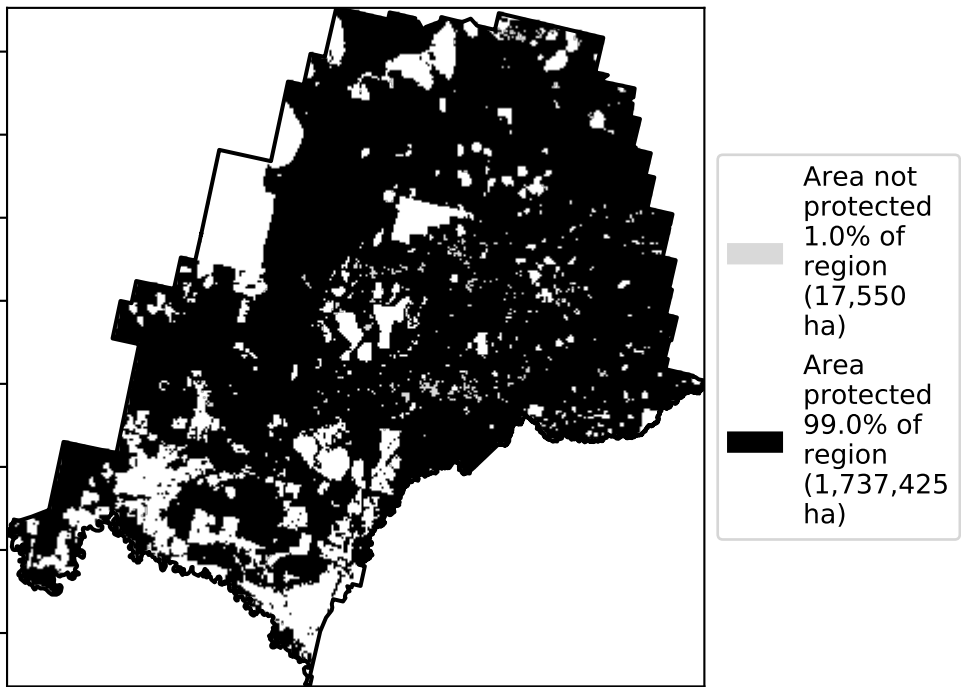 Area not
protected
1.0% of
region
(17,550
ha)
Area
protected
99.0% of
region
(1,737,425
ha)